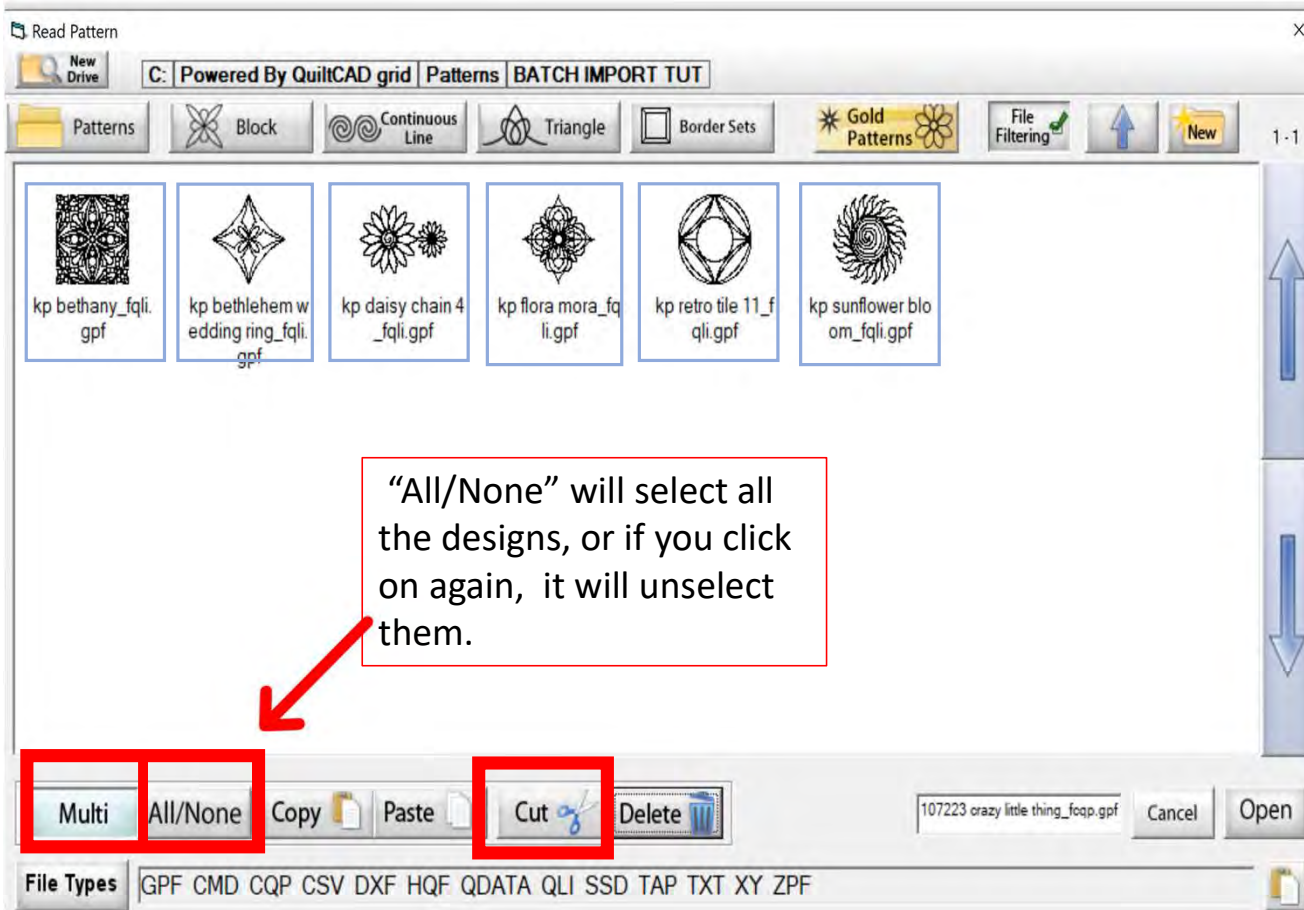 Read Pattern
X
New
Drive
C: Powered By QuiltCAD grid Patterns BATCH IMPORT TUT
Patterns
Block
Continuous
Line
Triangle
Border Sets
Gold
Patterns
File
Filtering
New
1 - 1
kp bethany_fqli.
gpf
kp bethlehem w
edding ring_fqli.
gpf
kp daisy chain 4
_fqli.gpf
kp flora mora_fq
li.gpf
kp retro tile 11_f
qli.gpf
kp sunflower blo
om_fqli.gpf
“All/None” will select all
the designs, or if you click
on again, it will unselect
them.
Multi
All/None
Copy
Paste
Cut
Delete
107223 crazy little thing_foqp.gpf
Cancel
Open
File Types
GPF CMD CQP CSV DXF HQF QDATA QLI SSD TAP TXT XY ZPF